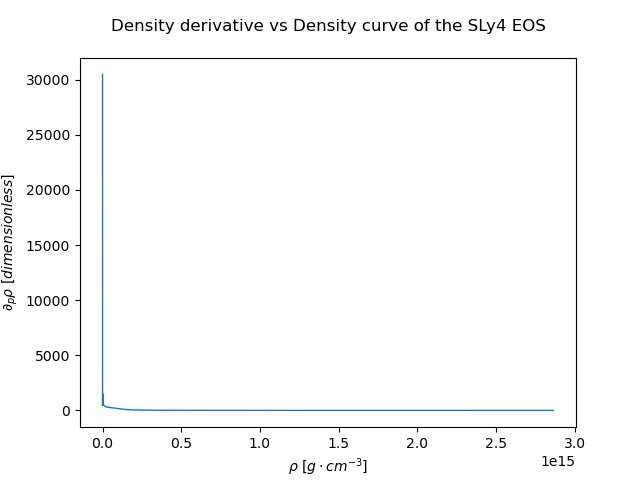 Density derivative vs Density curve of the SLy4 EOS
30000
25000
20000
15000
10000
5000
0
∂pρ [dimensionless]
0.0 0.5 1.0 1.5 2.0 2.5 3.0
1e15
ρ [g · cm⁻³]